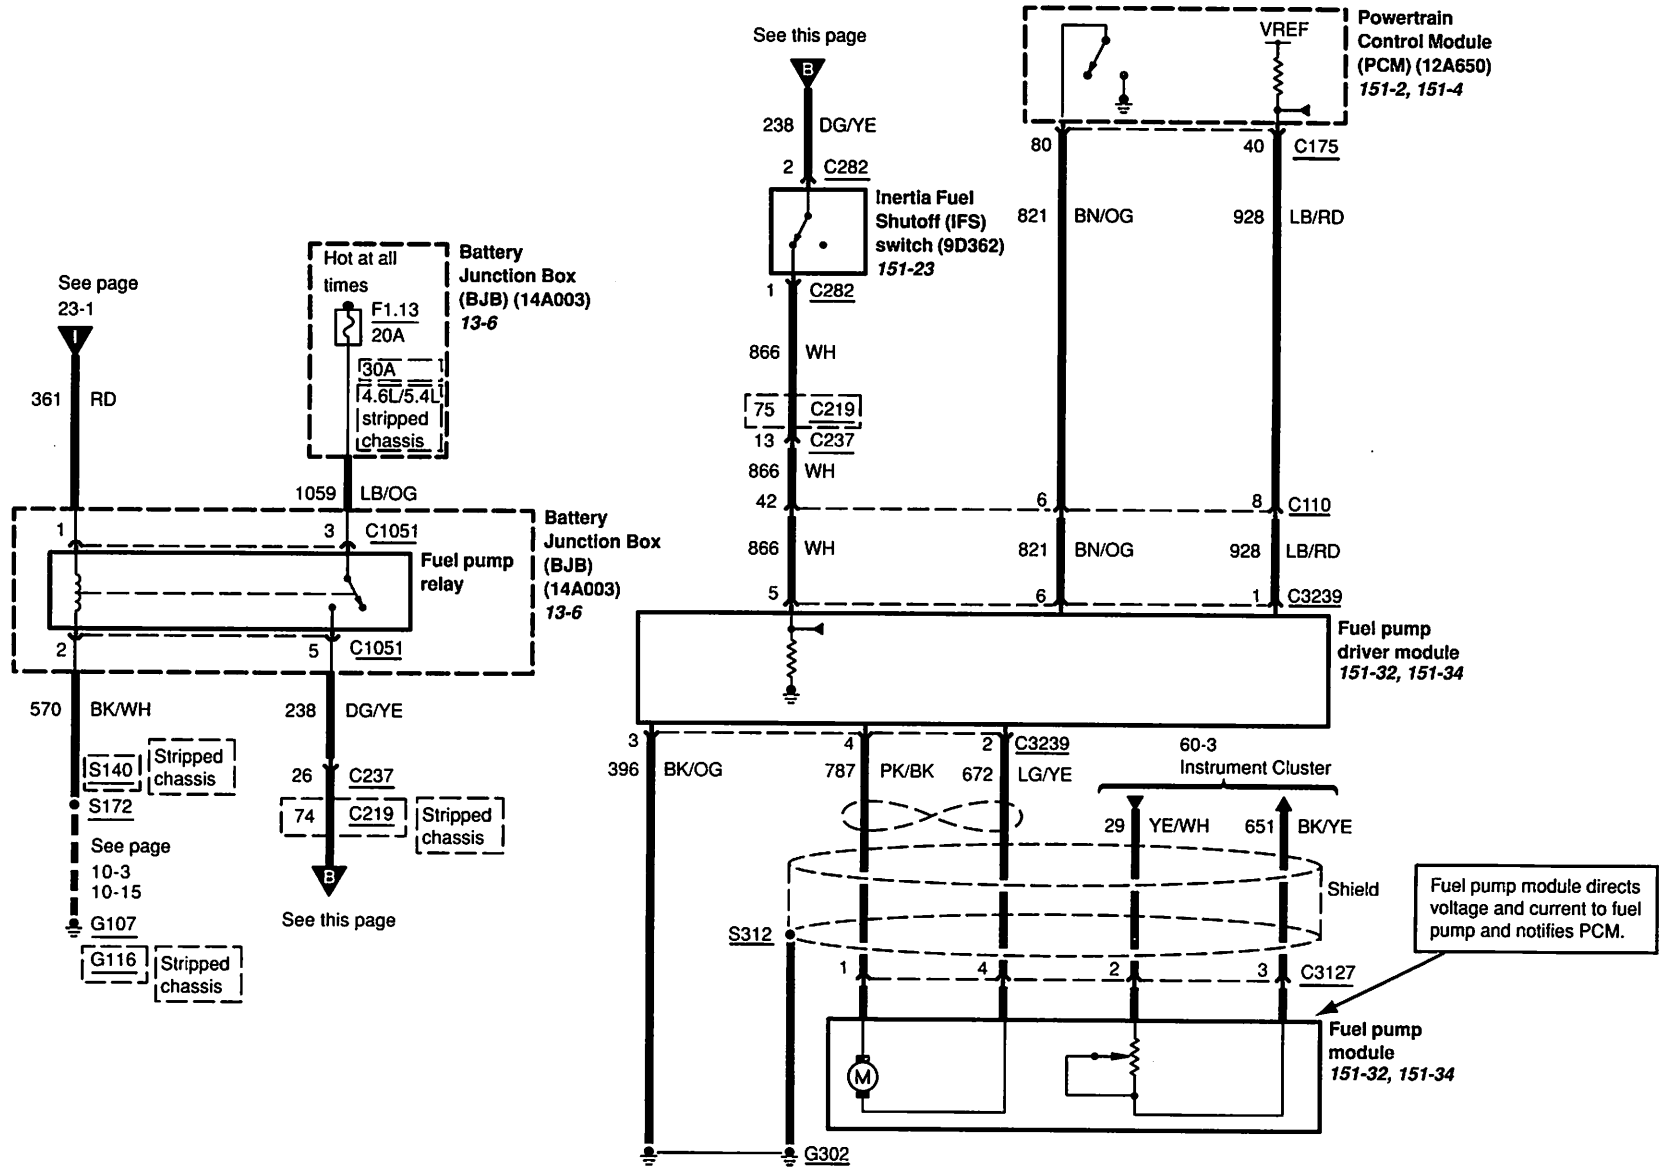 See this page
B
238 DG/YE
2 C282
Inertia Fuel
Shutoff (IFS)
switch (9D362)
151-23
1 C282
866 WH
75 C219
13 C237
866 WH
42
866 WH
5
VREF
Powertrain
Control Module
(PCM) (12A650)
151-2, 151-4
80
40 C175
821 BN/OG
928 LB/RD
6
8 C110
821 BN/OG
928 LB/RD
6
1 C3239
See page
23-1
I
361 RD
Hot at all
times
F1.13
20A
30A
4.6L/5.4L
stripped
chassis
Battery
Junction Box
(BJB) (14A003)
13-6
1059 LB/OG
1
3 C1051
Fuel pump
relay
Battery
Junction Box
(BJB)
(14A003)
13-6
2
5 C1051
570 BK/WH
238 DG/YE
S140
Stripped
chassis
S172
26 C237
74 C219
Stripped
chassis
See page
10-3
10-15
B
See this page
G107
G116
Stripped
chassis
Fuel pump
driver module
151-32, 151-34
3
4
2 C3239
396 BK/OG
787 PK/BK
672 LG/YE
60-3
Instrument Cluster
29 YE/WH
651 BK/YE
Shield
S312
1
4
2
3 C3127
Fuel pump module directs
voltage and current to fuel
pump and notifies PCM.
M
Fuel pump
module
151-32, 151-34
G302